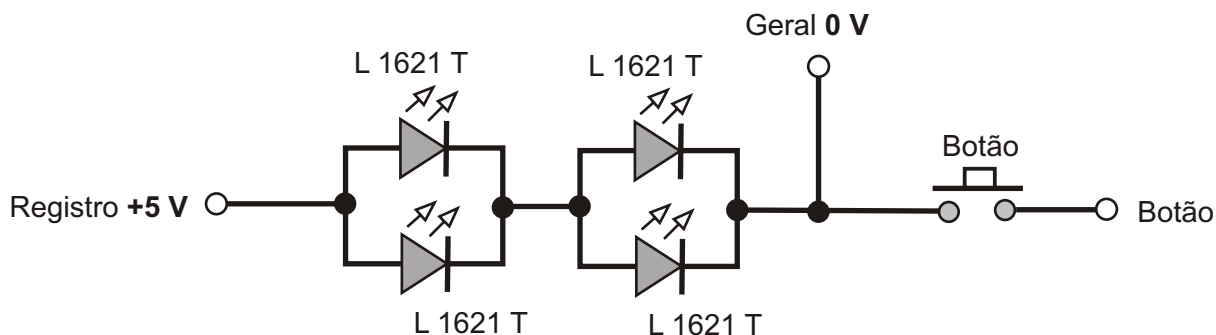 Geral 0 V
L 1621 T
L 1621 T
Botão
Registro +5 V
Botão
L 1621 T
L 1621 T